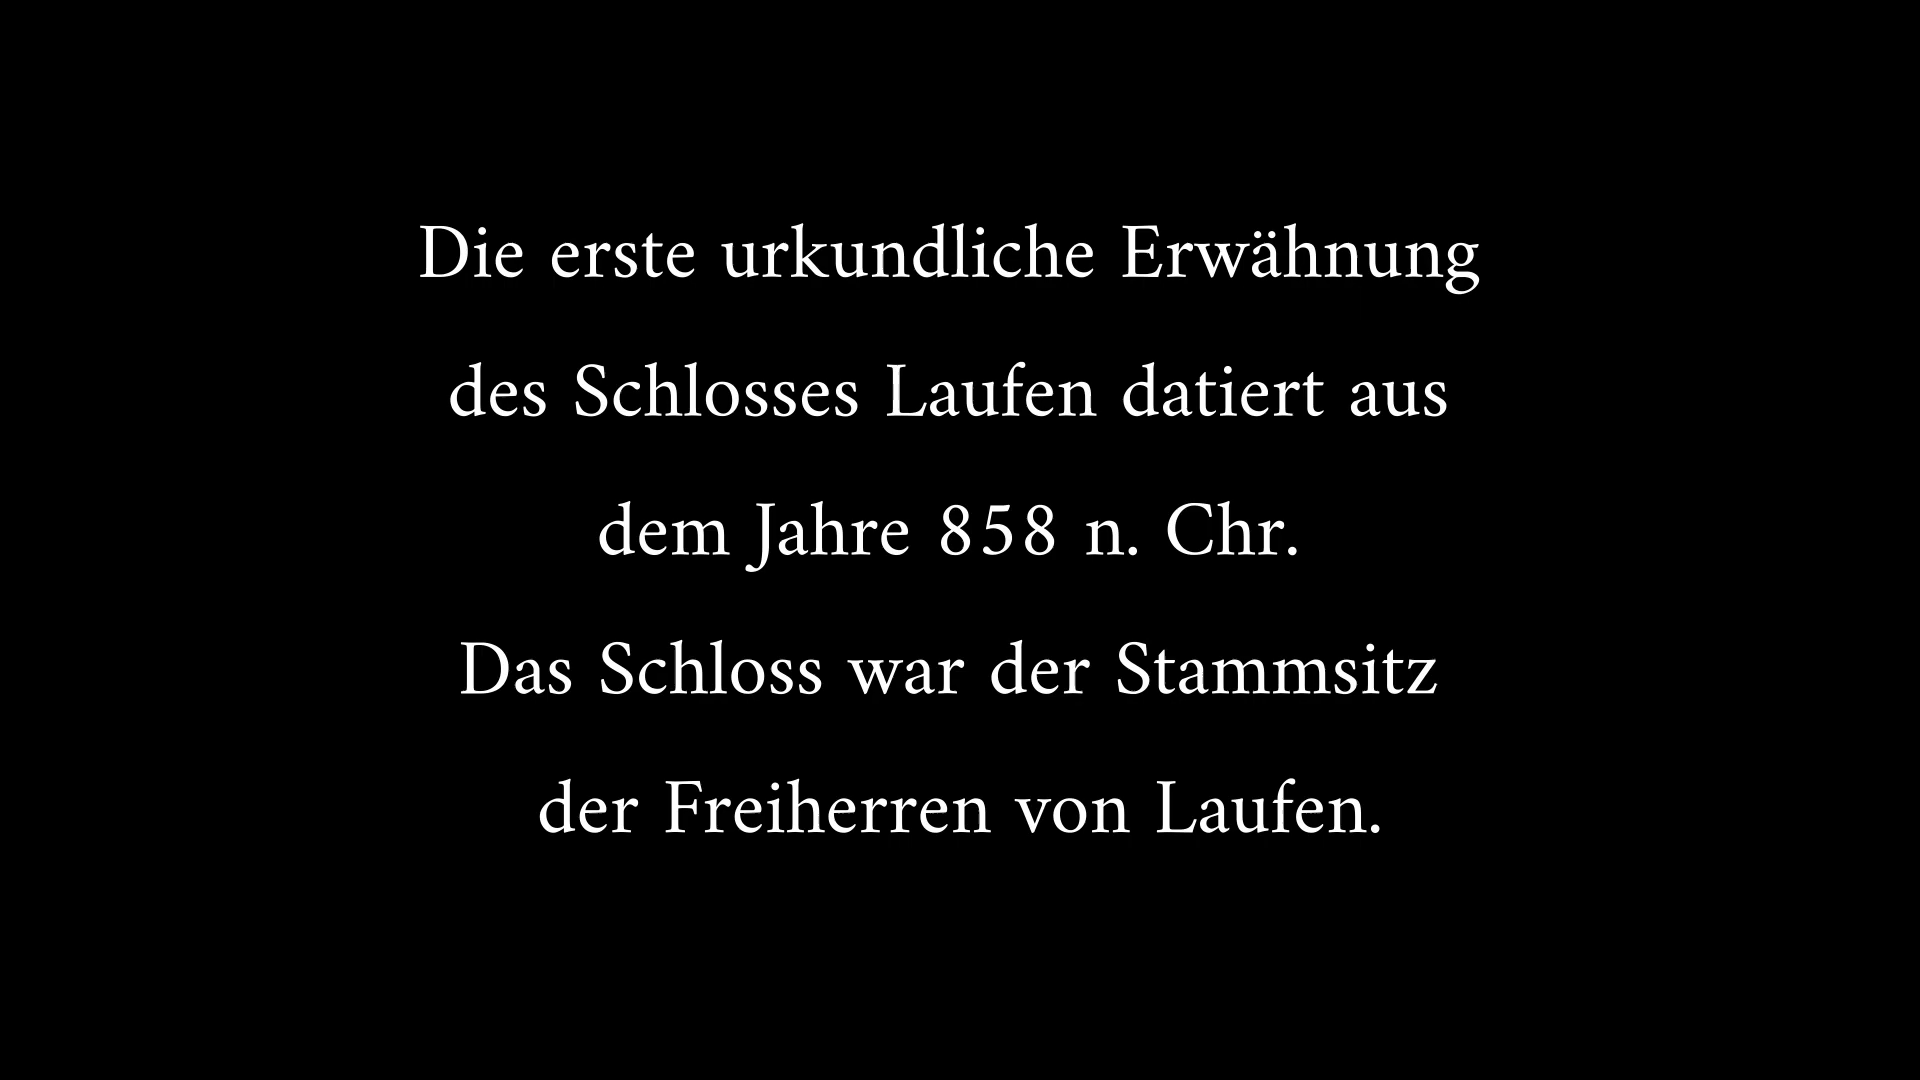 Die erste urkundliche Erwähnung
des Schlosses Laufen datiert aus
dem Jahre 858 n. Chr.
Das Schloss war der Stammsitz
der Freiherren von Laufen.